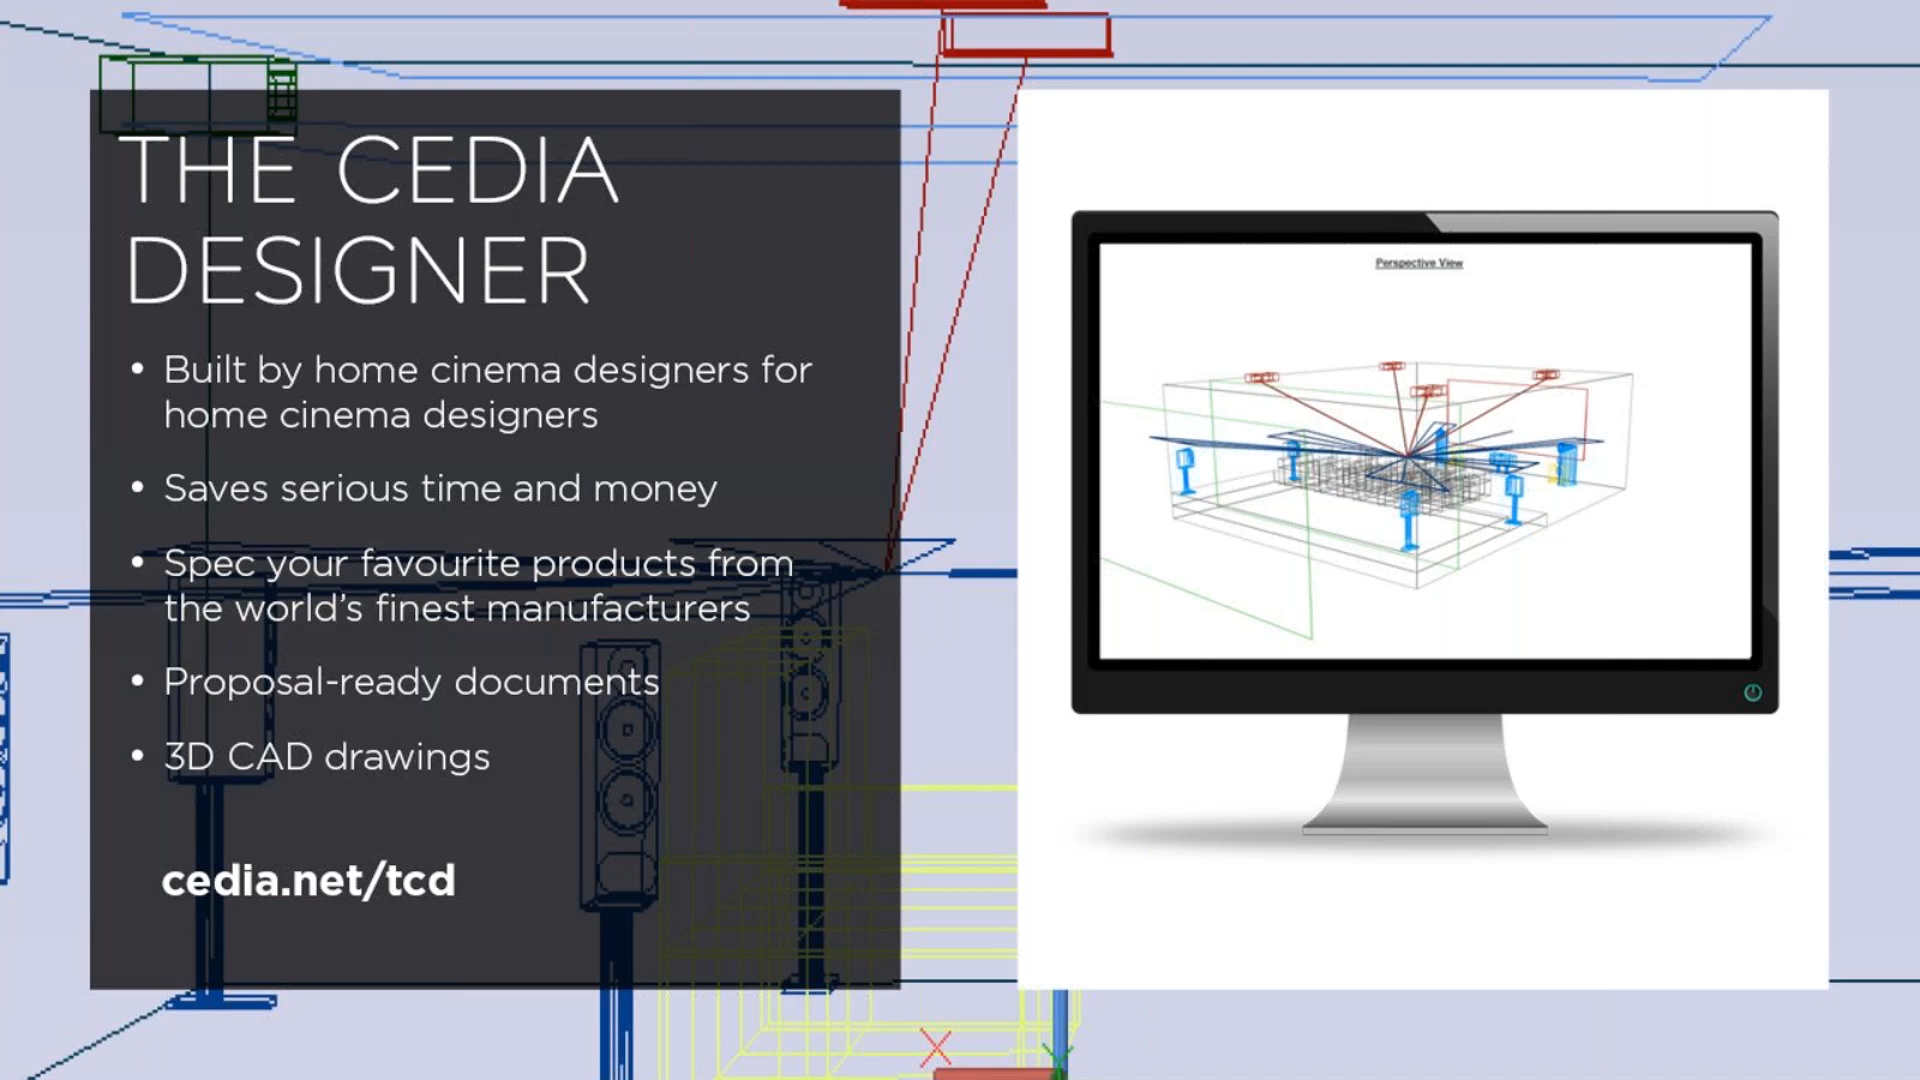 THE CEDIA
DESIGNER
• Built by home cinema designers for
home cinema designers
• Saves serious time and money
• Spec your favourite products from
the world’s finest manufacturers
• Proposal-ready documents
• 3D CAD drawings
cedia.net/tcd
Perspective View